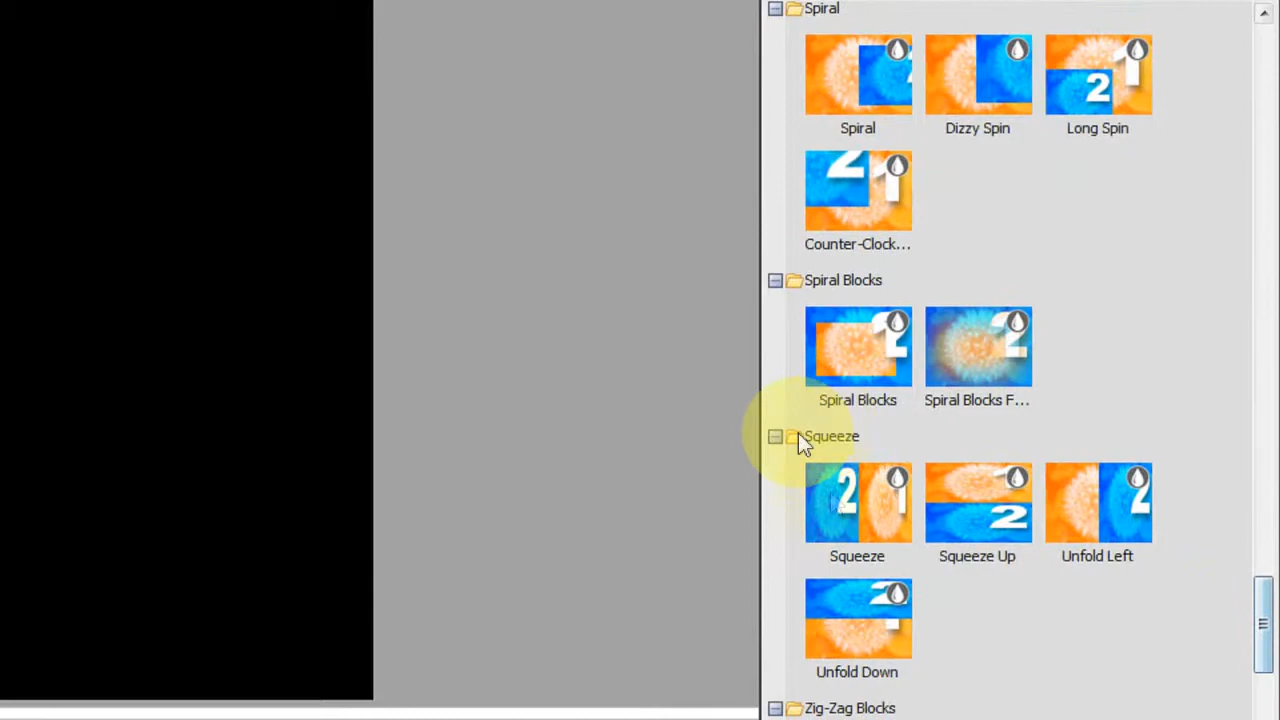 Spiral
Spiral
Dizzy Spin
Long Spin
Counter-Clock...
Spiral Blocks
Spiral Blocks
Spiral Blocks F...
Squeeze
Squeeze
Squeeze Up
Unfold Left
Unfold Down
Zig-Zag Blocks